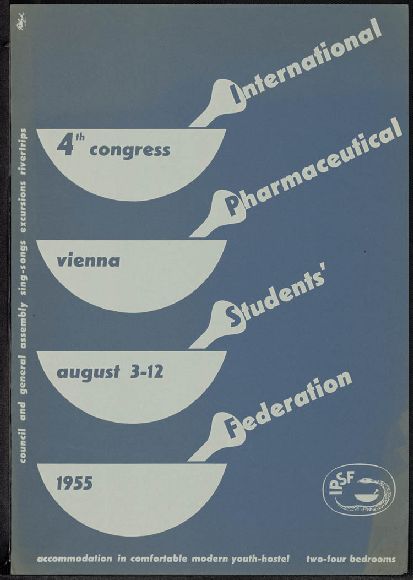 International
4th congress
Pharmaceutical
vienna
Students'
august 3-12
Federation
1955
IPSF
council and general assembly sing-songs excursions rivertrips
accommodation in comfortable modern youth-hostel two-four bedrooms